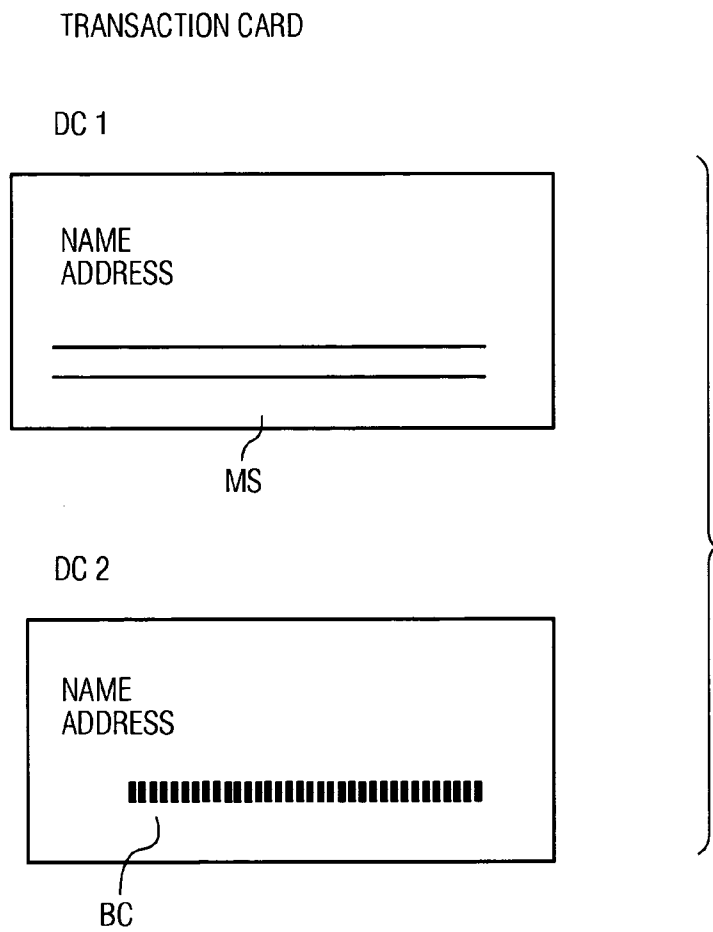 TRANSACTION CARD
DC 1
NAME
ADDRESS
MS
DC 2
NAME
ADDRESS
BC